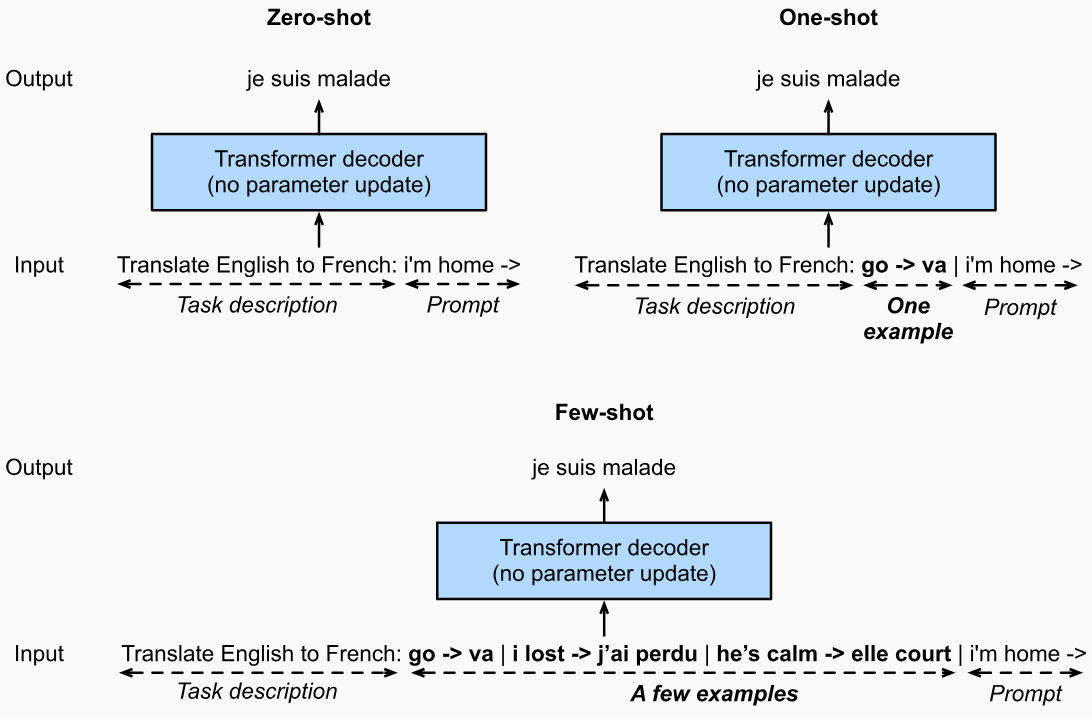 Zero-shot
One-shot
Output
je suis malade
je suis malade
Transformer decoder
(no parameter update)
Transformer decoder
(no parameter update)
Input
Translate English to French: i'm home ->
Translate English to French: go -> va | i'm home ->
Task description
Prompt
Task description
One
example
Prompt
Few-shot
Output
je suis malade
Transformer decoder
(no parameter update)
Input
Translate English to French: go -> va | i lost -> j’ai perdu | he’s calm -> elle court | i'm home ->
Task description
A few examples
Prompt